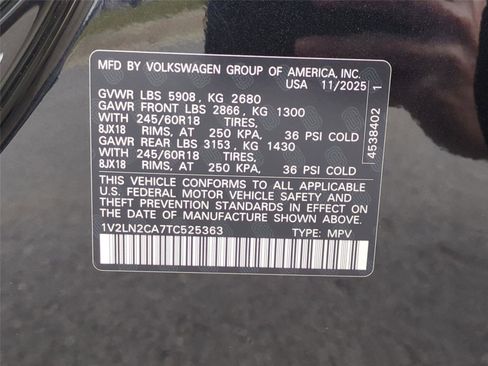 MFD BY VOLKSWAGEN GROUP OF AMERICA, INC.
USA 11/2025
GVWR LBS 5908, KG 2680
GAWR FRONT LBS 2866, KG 1300
WITH 245/60R18 TIRES,
8JX18 RIMS, AT 250 KPA, 36 PSI COLD
GAWR REAR LBS 3153, KG 1430
WITH 245/60R18 TIRES,
8JX18 RIMS, AT 250 KPA, 36 PSI COLD
THIS VEHICLE CONFORMS TO ALL APPLICABLE
U.S. FEDERAL MOTOR VEHICLE SAFETY AND
THEFT PREVENTION STANDARDS IN EFFECT
ON THE DATE OF MANUFACTURE SHOWN ABOVE.
1V2LN2CA7TC525363 TYPE: MPV
4538402 1